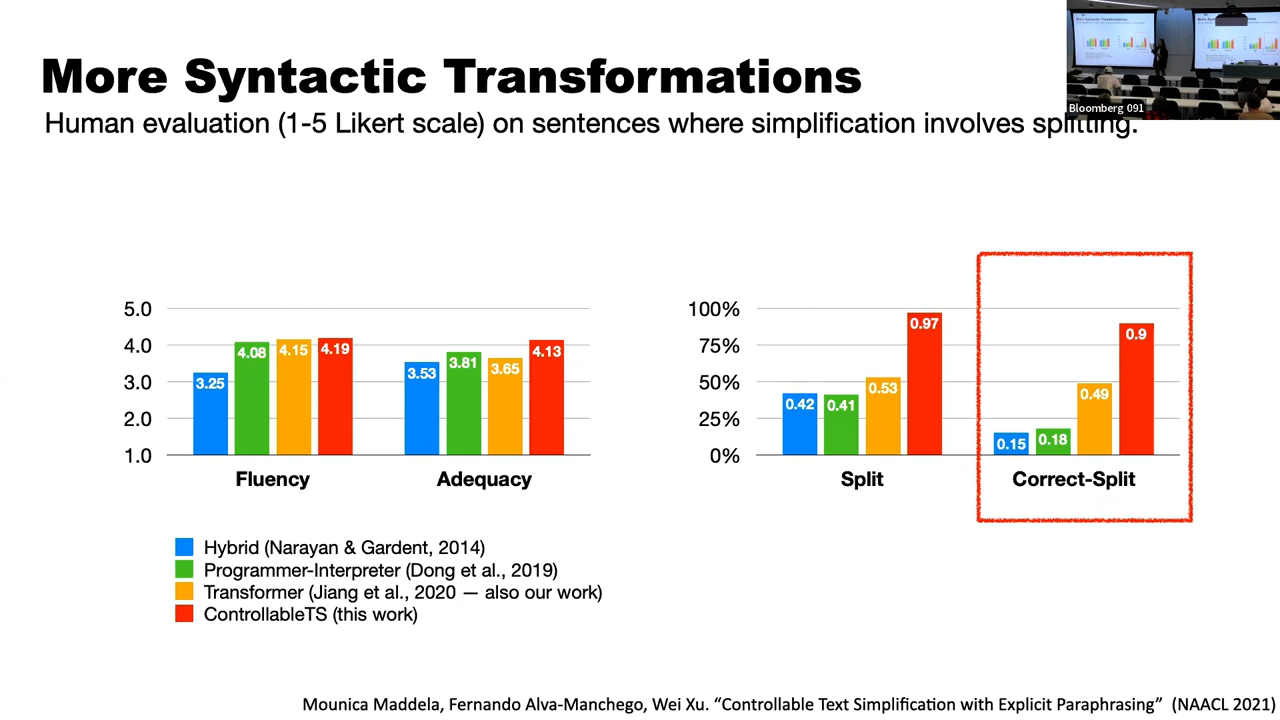 Bloomberg 091
More Syntactic Transformations
Human evaluation (1-5 Likert scale) on sentences where simplification involves splitting.
5.0
4.0
3.0
2.0
1.0
3.25
4.08
4.15
4.19
3.53
3.81
3.65
4.13
Fluency
Adequacy
100%
75%
50%
25%
0%
0.42
0.41
0.53
0.97
0.15
0.18
0.49
0.9
Split
Correct-Split
Hybrid (Narayan & Gardent, 2014)
Programmer-Interpreter (Dong et al., 2019)
Transformer (Jiang et al., 2020 — also our work)
ControllableTS (this work)
Mounica Maddela, Fernando Alva-Manchego, Wei Xu. “Controllable Text Simplification with Explicit Paraphrasing” (NAACL 2021)